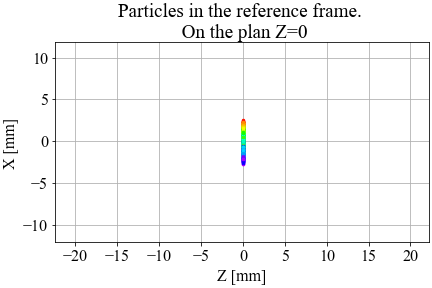 Particles in the reference frame.
On the plan Z=0
10
5
0
−5
−10
X [mm]
−20 −15 −10 −5 0 5 10 15 20
Z [mm]